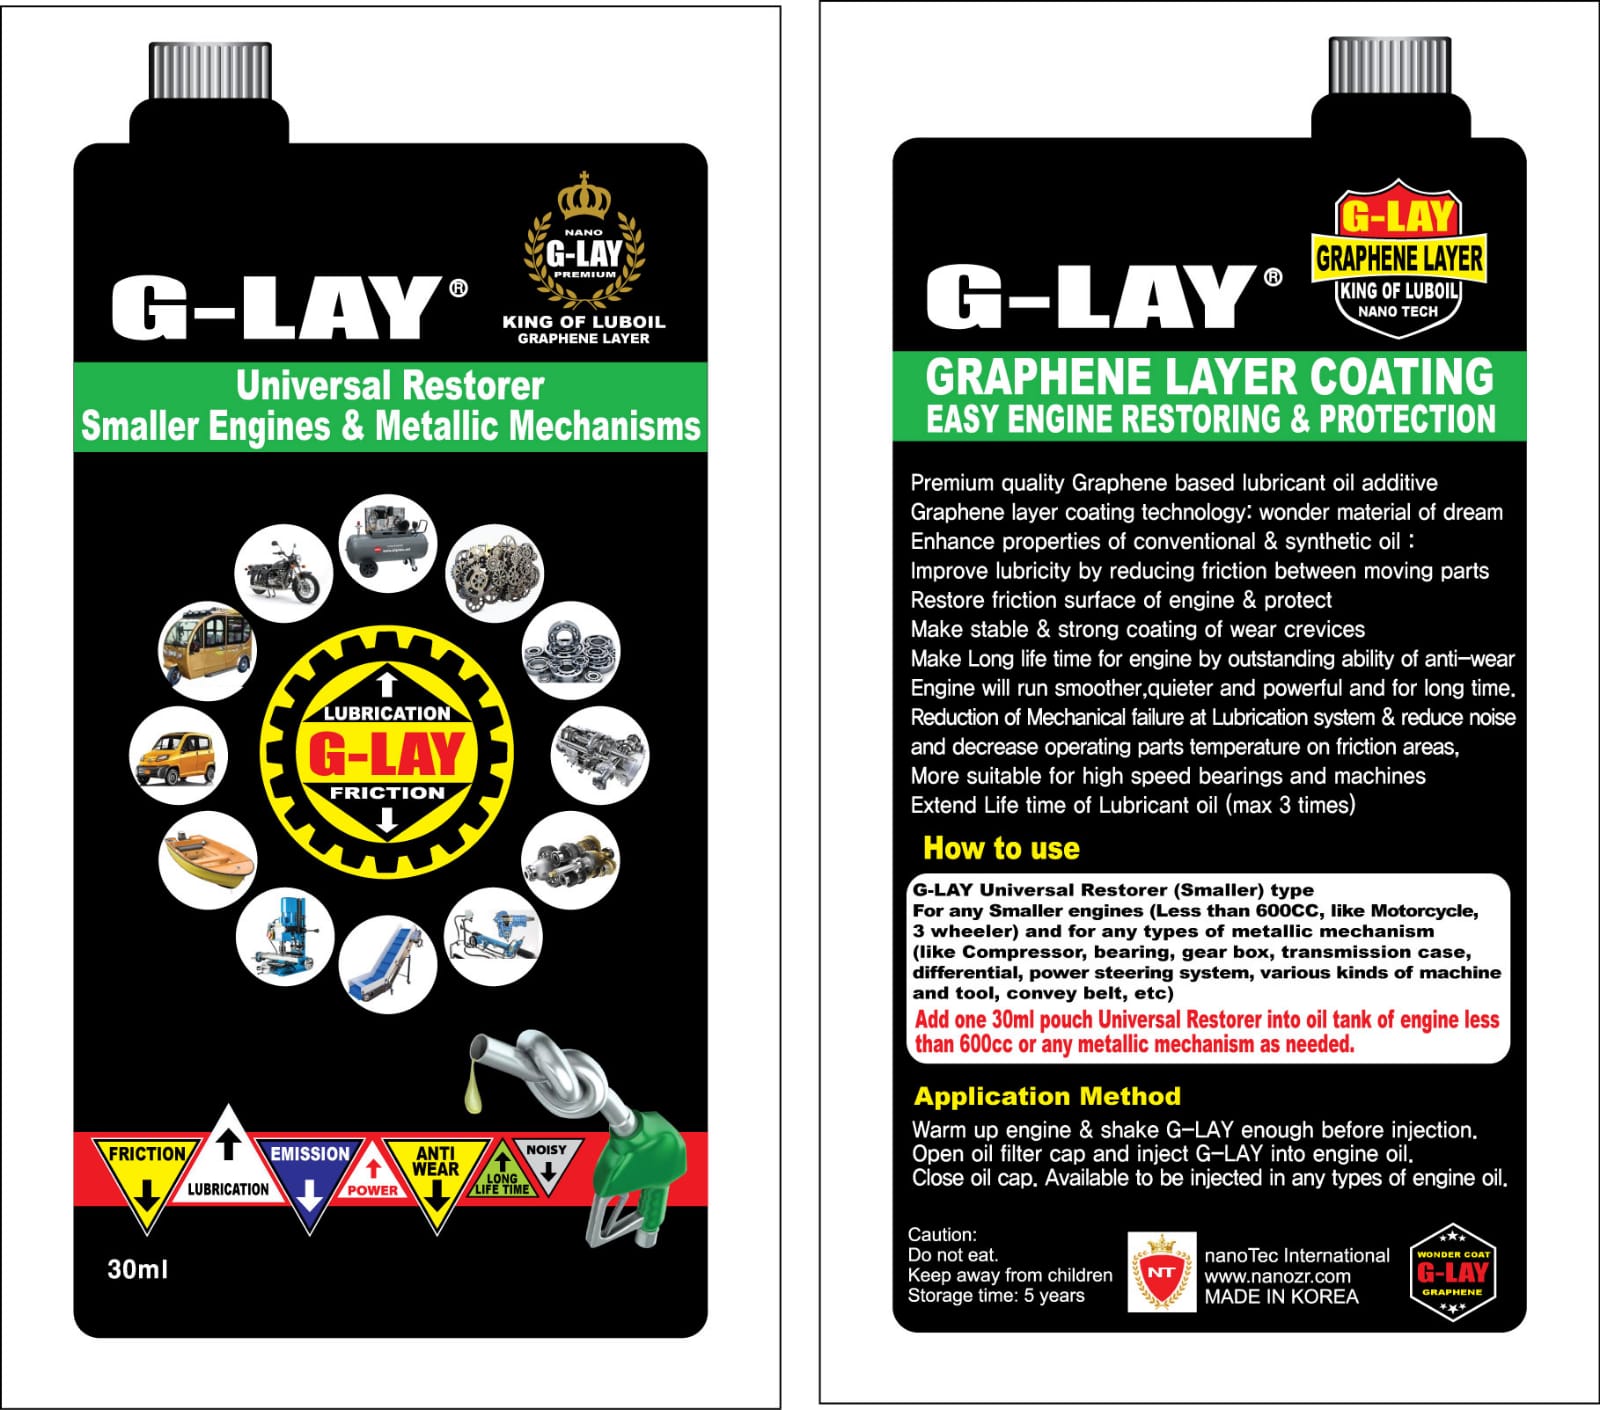 NANO
G-LAY
PREMIUM
G-LAY®
KING OF LUBOIL
GRAPHENE LAYER
Universal Restorer
Smaller Engines & Metallic Mechanisms
LUBRICATION
G-LAY
FRICTION
FRICTION
LUBRICATION
EMISSION
POWER
ANTI
WEAR
LONG
LIFE TIME
NOISY
30ml
G-LAY
GRAPHENE LAYER
KING OF LUBOIL
NANO TECH
G-LAY®
GRAPHENE LAYER COATING
EASY ENGINE RESTORING & PROTECTION
Premium quality Graphene based lubricant oil additive
Graphene layer coating technology: wonder material of dream
Enhance properties of conventional & synthetic oil :
Improve lubricity by reducing friction between moving parts
Restore friction surface of engine & protect
Make stable & strong coating of wear crevices
Make Long life time for engine by outstanding ability of anti-wear
Engine will run smoother,quieter and powerful and for long time.
Reduction of Mechanical failure at Lubrication system & reduce noise
and decrease operating parts temperature on friction areas,
More suitable for high speed bearings and machines
Extend Life time of Lubricant oil (max 3 times)
How to use
G-LAY Universal Restorer (Smaller) type
For any Smaller engines (Less than 600CC, like Motorcycle,
3 wheeler) and for any types of metallic mechanism
(like Compressor, bearing, gear box, transmission case,
differential, power steering system, various kinds of machine
and tool, convey belt, etc)
Add one 30ml pouch Universal Restorer into oil tank of engine less
than 600cc or any metallic mechanism as needed.
Application Method
Warm up engine & shake G-LAY enough before injection.
Open oil filter cap and inject G-LAY into engine oil.
Close oil cap. Available to be injected in any types of engine oil.
Caution:
Do not eat.
Keep away from children
Storage time: 5 years
NT
nanoTec International
www.nanozr.com
MADE IN KOREA
WONDER COAT
G-LAY
GRAPHENE